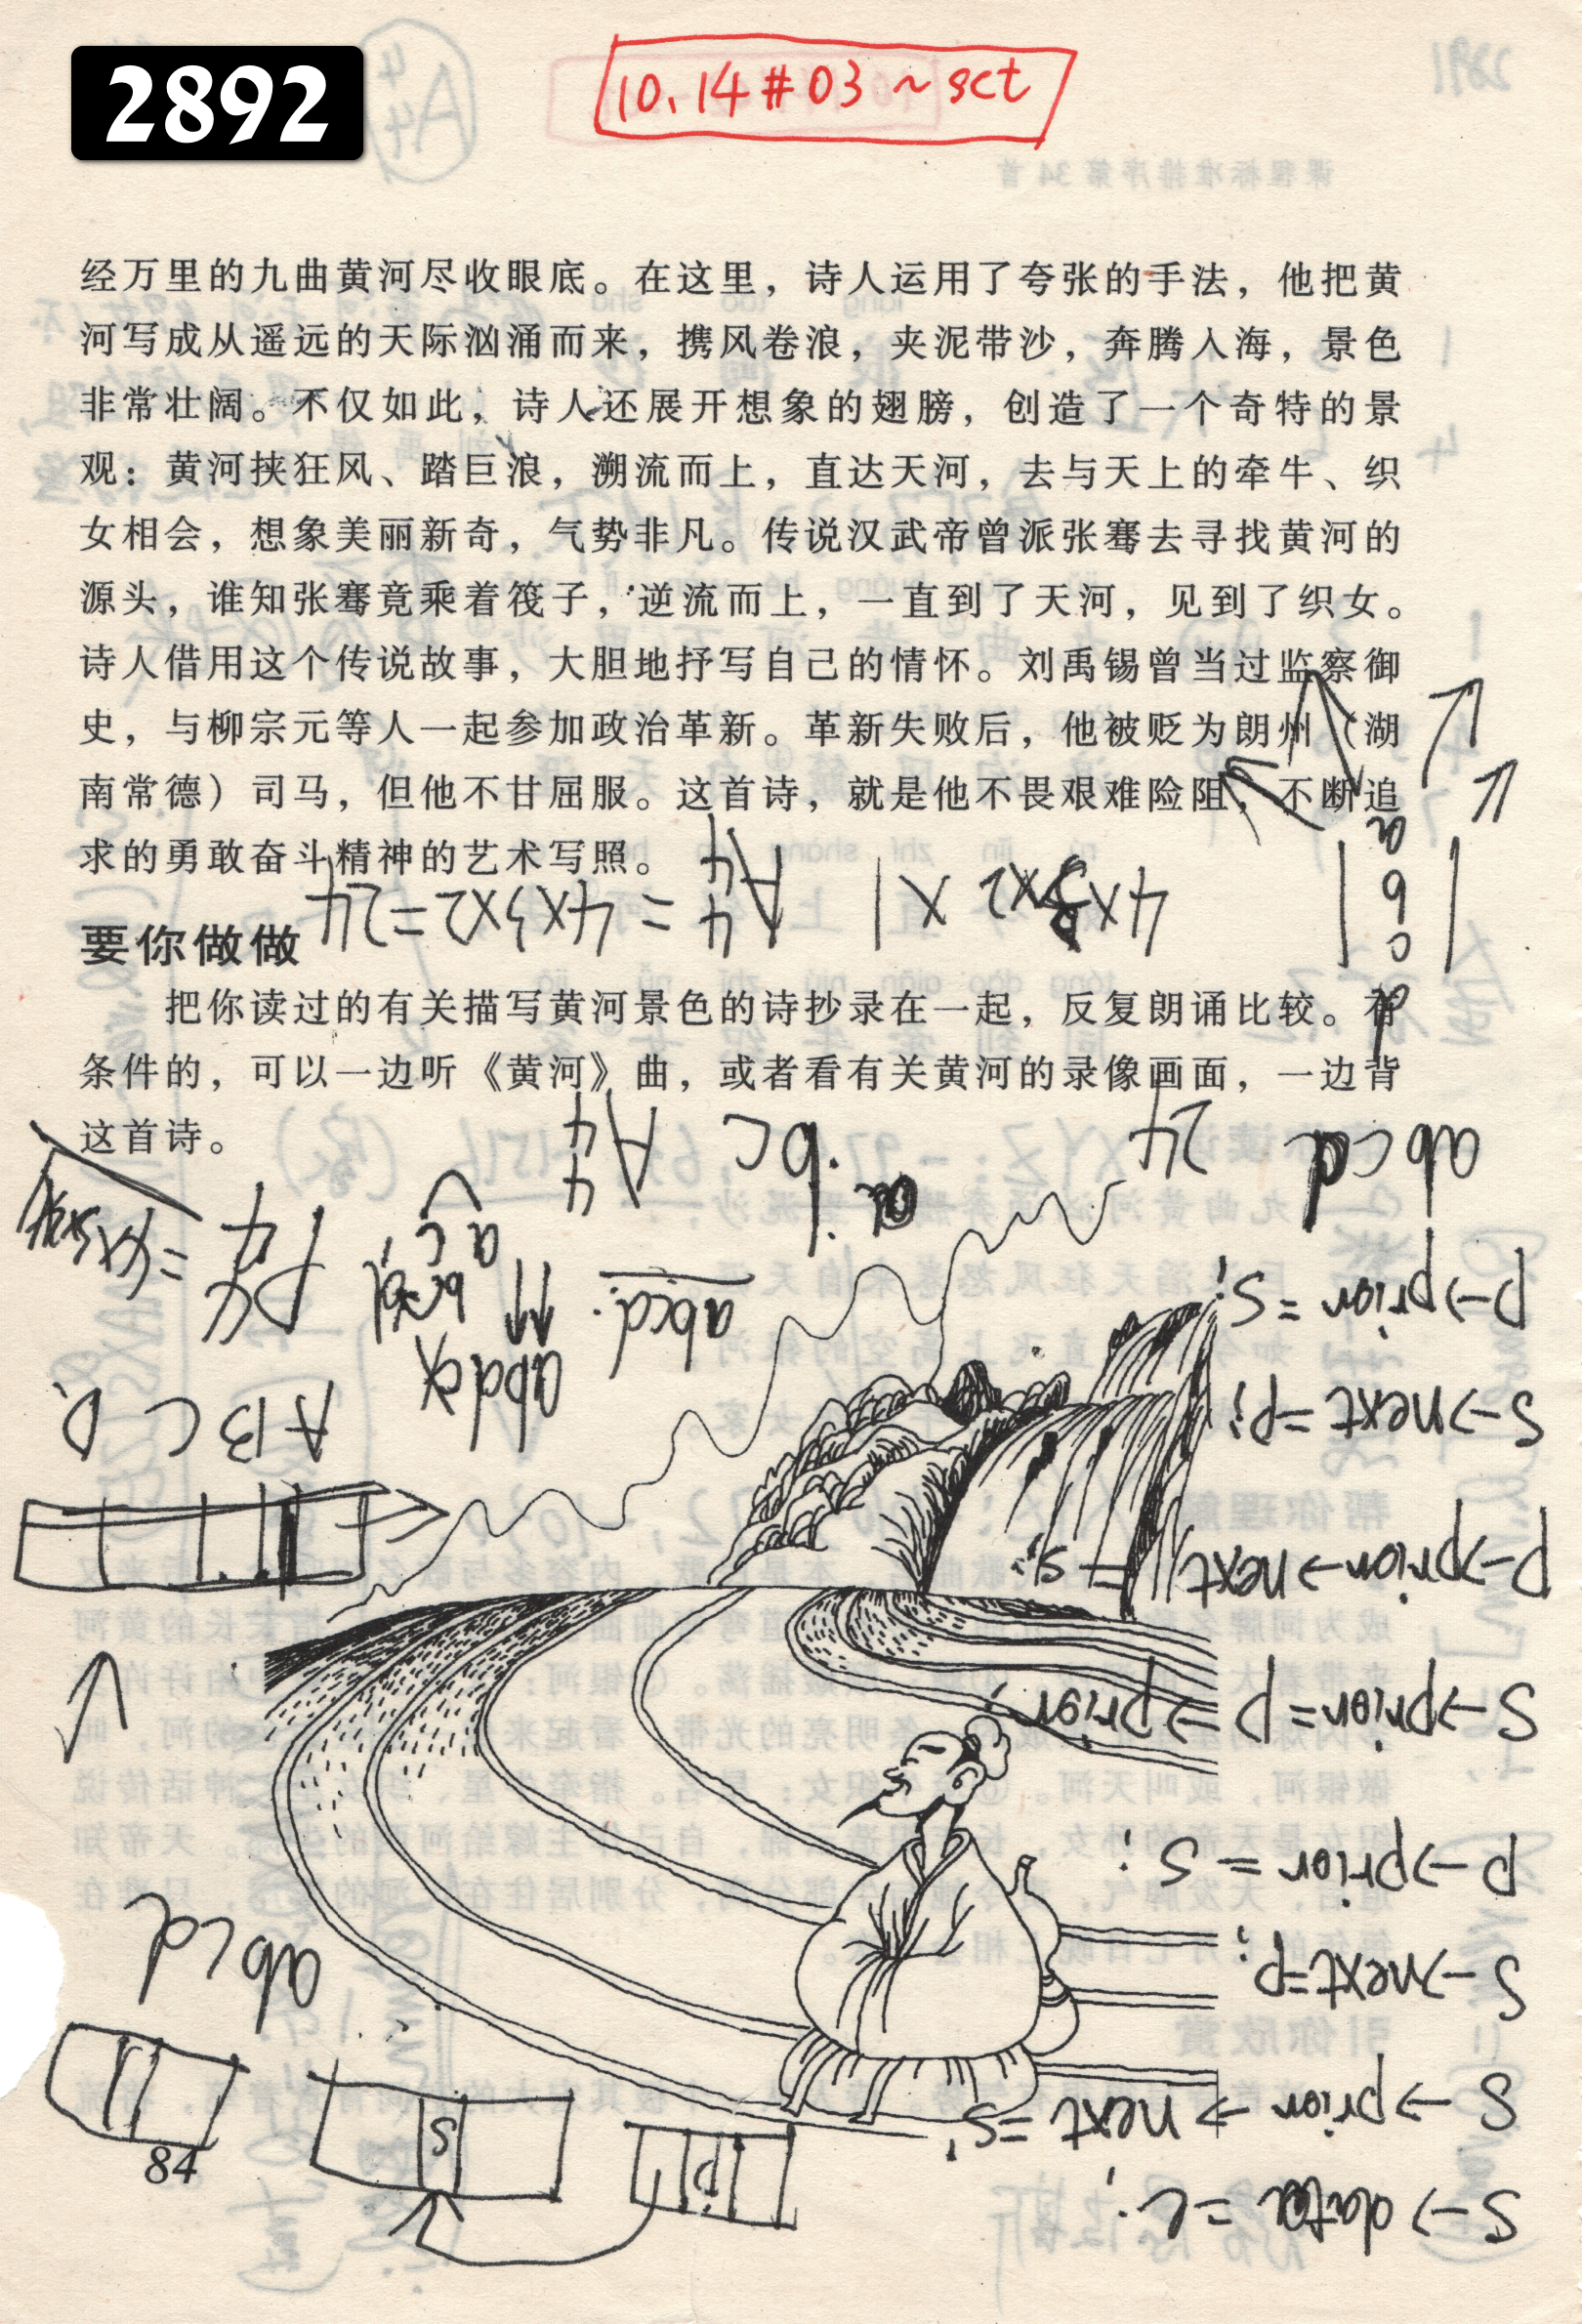 2892
10.14#03~sct
经万里的九曲黄河尽收眼底。在这里，诗人运用了夸张的手法，他把黄
河写成从遥远的天际汹涌而来，携风卷浪，夹泥带沙，奔腾入海，景色
非常壮阔。不仅如此，诗人还展开想象的翅膀，创造了一个奇特的景
观：黄河挟狂风、踏巨浪，溯流而上，直达天河，去与天上的牵牛、织
女相会，想象美丽新奇，气势非凡。传说汉武帝曾派张骞去寻找黄河的
源头，谁知张骞竟乘着筏子，逆流而上，一直到了天河，见到了织女。
诗人借用这个传说故事，大胆地抒写自己的情怀。刘禹锡曾当过监察御
史，与柳宗元等人一起参加政治革新。革新失败后，他被贬为朗州（湖
南常德）司马，但他不甘屈服。这首诗，就是他不畏艰难险阻，不断追
求的勇敢奋斗精神的艺术写照。
A44=4×3×2=24
4×3×2×1
a
b
c
d
要你做做
把你读过的有关描写黄河景色的诗抄录在一起，反复朗诵比较。有
条件的，可以一边听《黄河》曲，或者看有关黄河的录像画面，一边背
这首诗。
abcd
24
bc
A44
abcd
ABCD
P->prior=S;
S->next=P;
P->prior->next=S;
S->prior=P->prior;
P->prior=S;
S->next=P;
S->prior->next=S;
S->data=e;
abcd
S
P
84